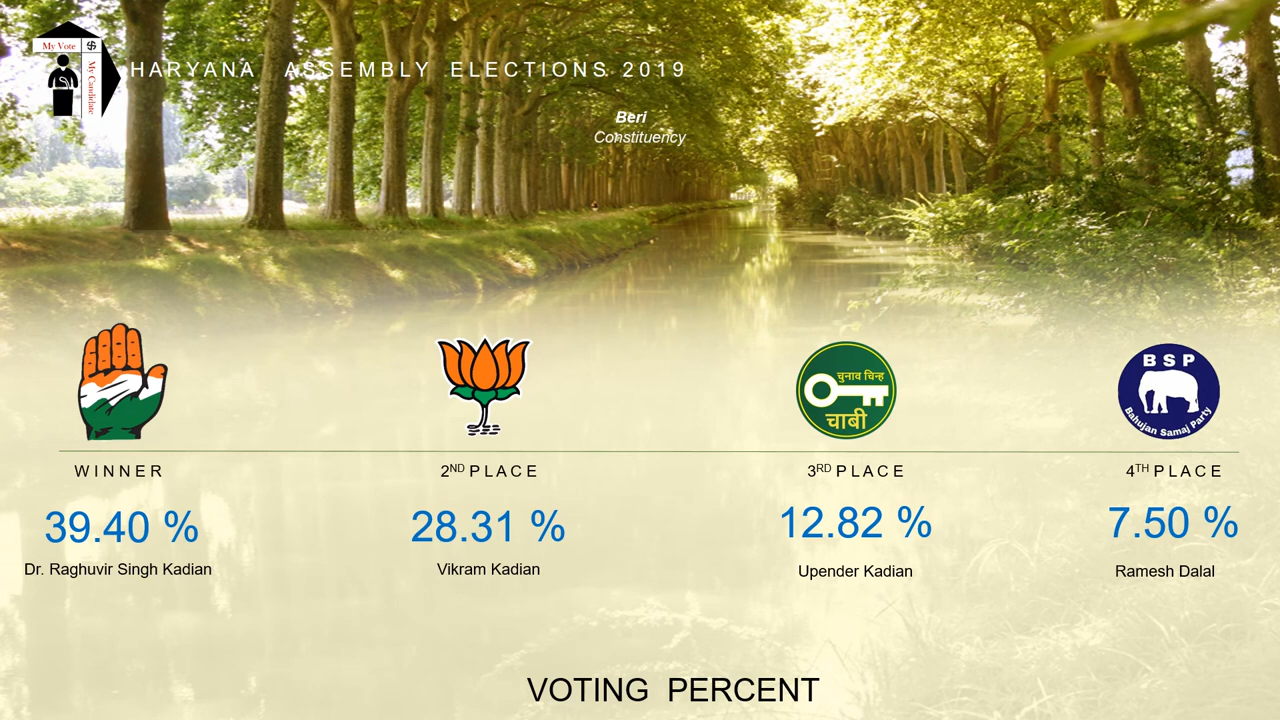 My Vote
My Candidate
HARYANA ASSEMBLY ELECTIONS 2019
Beri
Constituency
चुनाव चिन्ह
चाबी
BSP
Bahujan Samaj Party
WINNER
2ND PLACE
3RD PLACE
4TH PLACE
39.40 %
28.31 %
12.82 %
7.50 %
Dr. Raghuvir Singh Kadian
Vikram Kadian
Upender Kadian
Ramesh Dalal
VOTING PERCENT